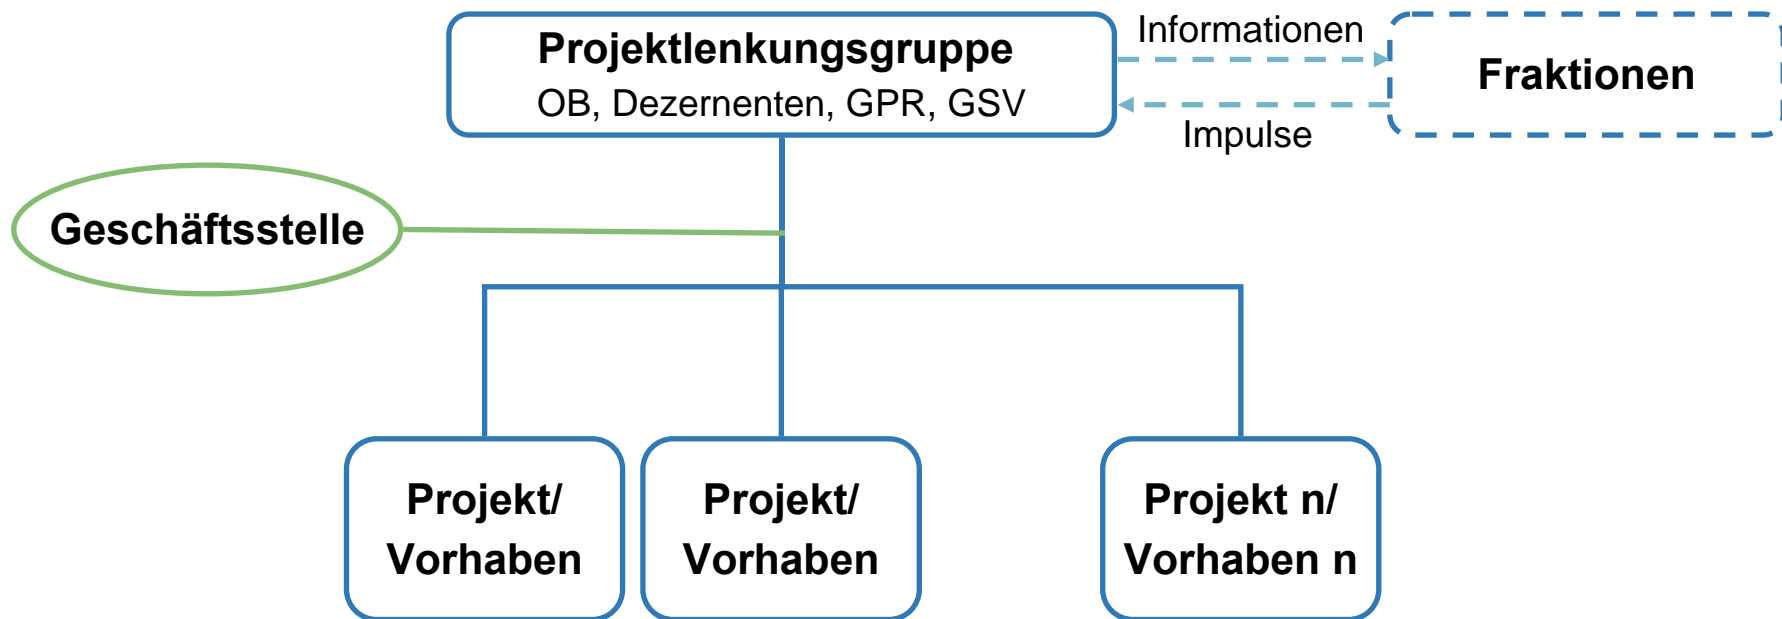 Projektlenkungsgruppe
OB, Dezernenten, GPR, GSV
Informationen
Impulse
Fraktionen
Geschäftsstelle
Projekt/
Vorhaben
Projekt/
Vorhaben
Projekt n/
Vorhaben n